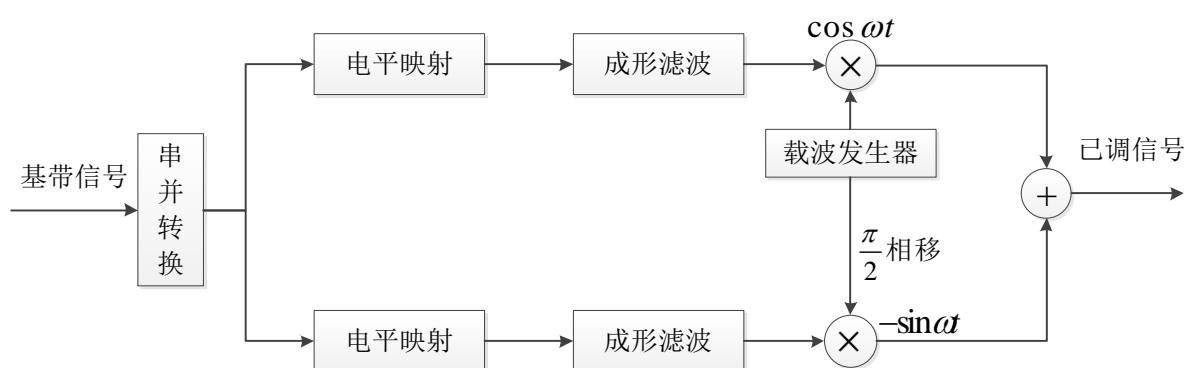 cos ωt
电平映射
成形滤波
×
载波发生器
已调信号
基带信号
串并转换
+
π/2相移
电平映射
成形滤波
×
−sin ωt